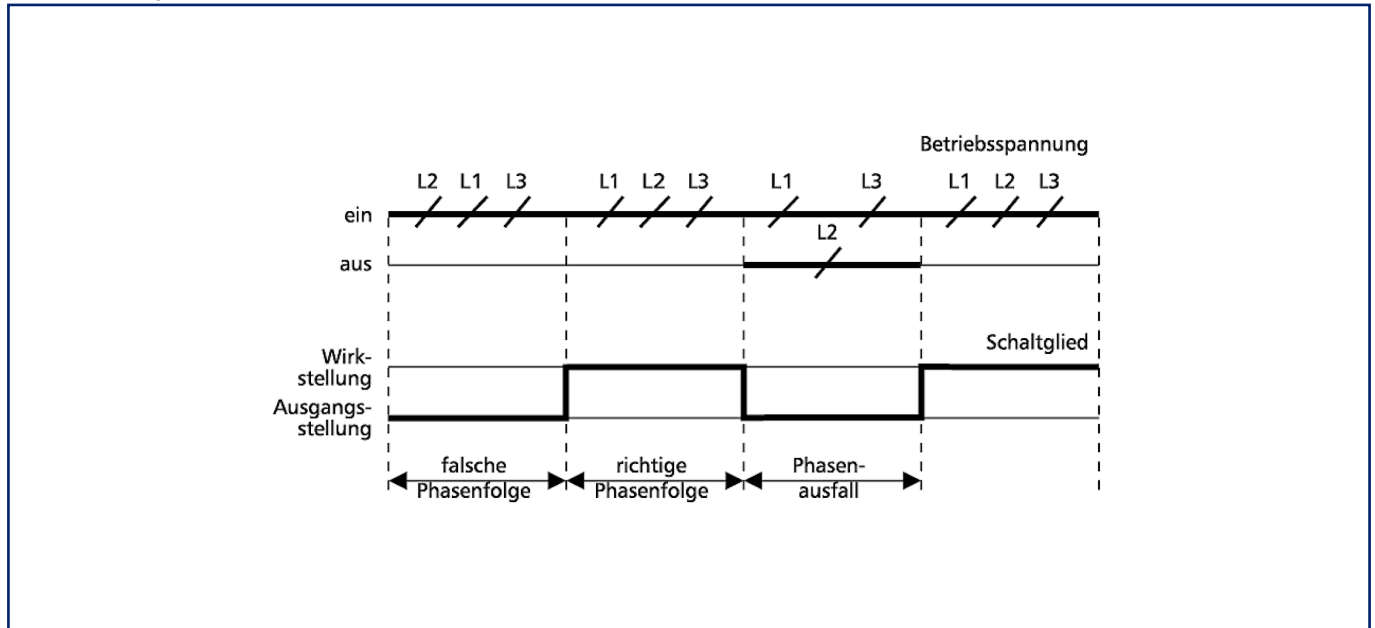 Betriebsspannung
L2 L1 L3 L1 L2 L3 L1 L3 L1 L2 L3
ein
L2
aus
Schaltglied
Wirk-
stellung
Ausgangs-
stellung
falsche
Phasenfolge
richtige
Phasenfolge
Phasen-
ausfall